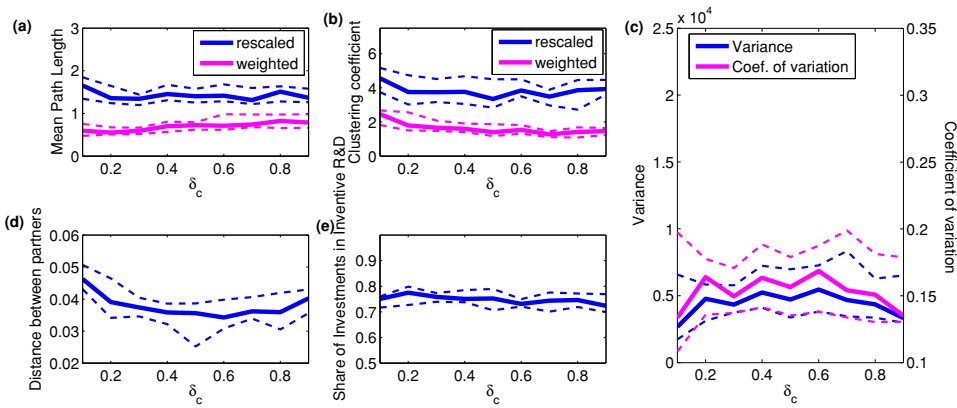 (a)
3
2
1
0
Mean Path Length
rescaled
weighted
0.2 0.4 0.6 0.8
δc
(b)
6
4
2
0
Clustering coefficient
rescaled
weighted
0.2 0.4 0.6 0.8
δc
(c)
x 10^4
2.5
2
1.5
1
0.5
0
Variance
Variance
Coef. of variation
0.35
0.3
0.25
0.2
0.15
0.1
Coefficient of variation
0.2 0.4 0.6 0.8
δc
(d)
0.06
0.05
0.04
0.03
0.02
Distance between partners
0.2 0.4 0.6 0.8
δc
(e)
0.9
0.8
0.7
0.6
0.5
Share of Investments in Inventive R&D
0.2 0.4 0.6 0.8
δc